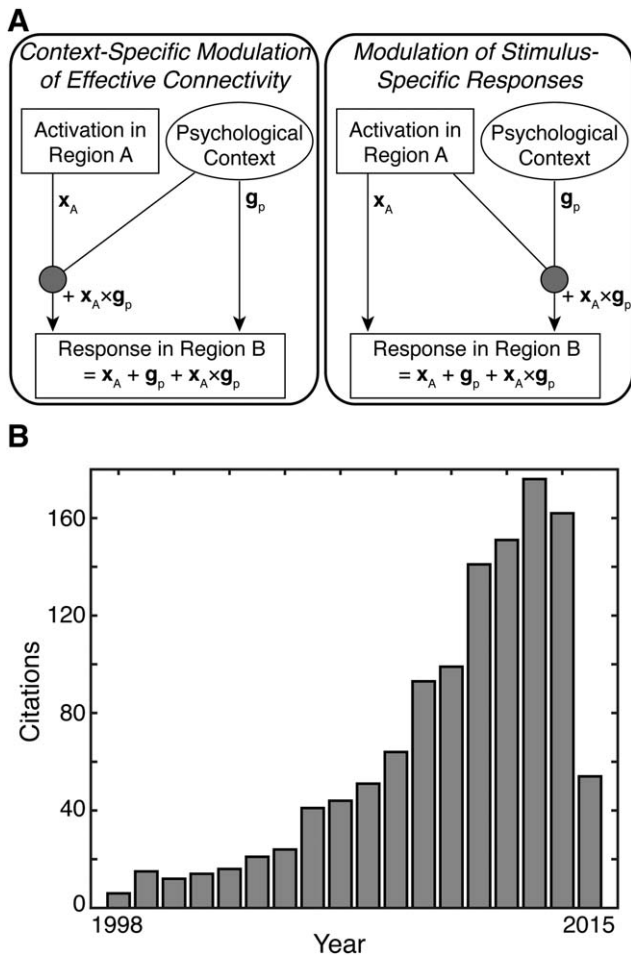 A
Context-Specific Modulation
of Effective Connectivity
Activation in
Region A
Psychological
Context
x_A
g_p
+ x_A×g_p
Response in Region B
= x_A + g_p + x_A×g_p
Modulation of Stimulus-
Specific Responses
Activation in
Region A
Psychological
Context
x_A
g_p
+ x_A×g_p
Response in Region B
= x_A + g_p + x_A×g_p
B
Citations
160
120
80
40
0
1998
2015
Year